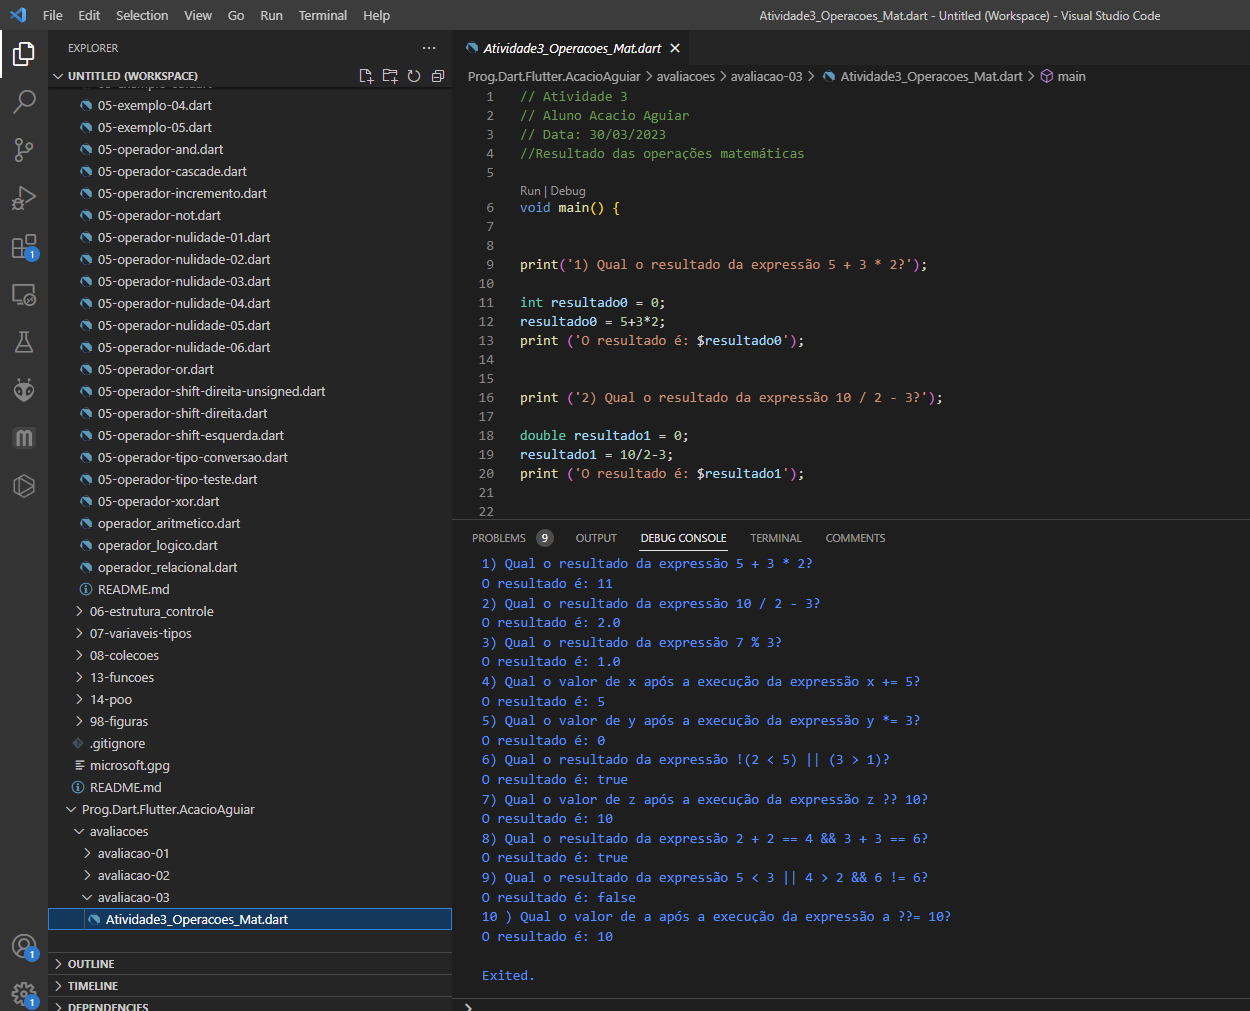 File Edit Selection View Go Run Terminal Help
Atividade3_Operacoes_Mat.dart - Untitled (Workspace) - Visual Studio Code
EXPLORER
UNTITLED (WORKSPACE)
05-exemplo-04.dart
05-exemplo-05.dart
05-operador-and.dart
05-operador-cascade.dart
05-operador-incremento.dart
05-operador-not.dart
05-operador-nulidade-01.dart
05-operador-nulidade-02.dart
05-operador-nulidade-03.dart
05-operador-nulidade-04.dart
05-operador-nulidade-05.dart
05-operador-nulidade-06.dart
05-operador-or.dart
05-operador-shift-direita-unsigned.dart
05-operador-shift-direita.dart
05-operador-shift-esquerda.dart
05-operador-tipo-conversao.dart
05-operador-tipo-teste.dart
05-operador-xor.dart
operador_aritmetico.dart
operador_logico.dart
operador_relacional.dart
README.md
06-estrutura_controle
07-variaveis-tipos
08-colecoes
13-funcoes
14-poo
98-figuras
.gitignore
microsoft.gpg
README.md
Prog.Dart.Flutter.AcacioAguiar
avaliacoes
avaliacao-01
avaliacao-02
avaliacao-03
Atividade3_Operacoes_Mat.dart
OUTLINE
TIMELINE
DEPENDENCIES
1
1
1
Atividade3_Operacoes_Mat.dart
Prog.Dart.Flutter.AcacioAguiar > avaliacoes > avaliacao-03 > Atividade3_Operacoes_Mat.dart > main
1 // Atividade 3
2 // Aluno Acacio Aguiar
3 // Data: 30/03/2023
4 //Resultado das operações matemáticas
5
Run | Debug
6 void main() {
7
8
9 print('1) Qual o resultado da expressão 5 + 3 * 2?');
10
11 int resultado0 = 0;
12 resultado0 = 5+3*2;
13 print ('O resultado é: $resultado0');
14
15
16 print ('2) Qual o resultado da expressão 10 / 2 - 3?');
17
18 double resultado1 = 0;
19 resultado1 = 10/2-3;
20 print ('O resultado é: $resultado1');
21
22
PROBLEMS 9 OUTPUT DEBUG CONSOLE TERMINAL COMMENTS
1) Qual o resultado da expressão 5 + 3 * 2?
O resultado é: 11
2) Qual o resultado da expressão 10 / 2 - 3?
O resultado é: 2.0
3) Qual o resultado da expressão 7 % 3?
O resultado é: 1.0
4) Qual o valor de x após a execução da expressão x += 5?
O resultado é: 5
5) Qual o valor de y após a execução da expressão y *= 3?
O resultado é: 0
6) Qual o resultado da expressão !(2 < 5) || (3 > 1)?
O resultado é: true
7) Qual o valor de z após a execução da expressão z ?? 10?
O resultado é: 10
8) Qual o resultado da expressão 2 + 2 == 4 && 3 + 3 == 6?
O resultado é: true
9) Qual o resultado da expressão 5 < 3 || 4 > 2 && 6 != 6?
O resultado é: false
10 ) Qual o valor de a após a execução da expressão a ??= 10?
O resultado é: 10
Exited.